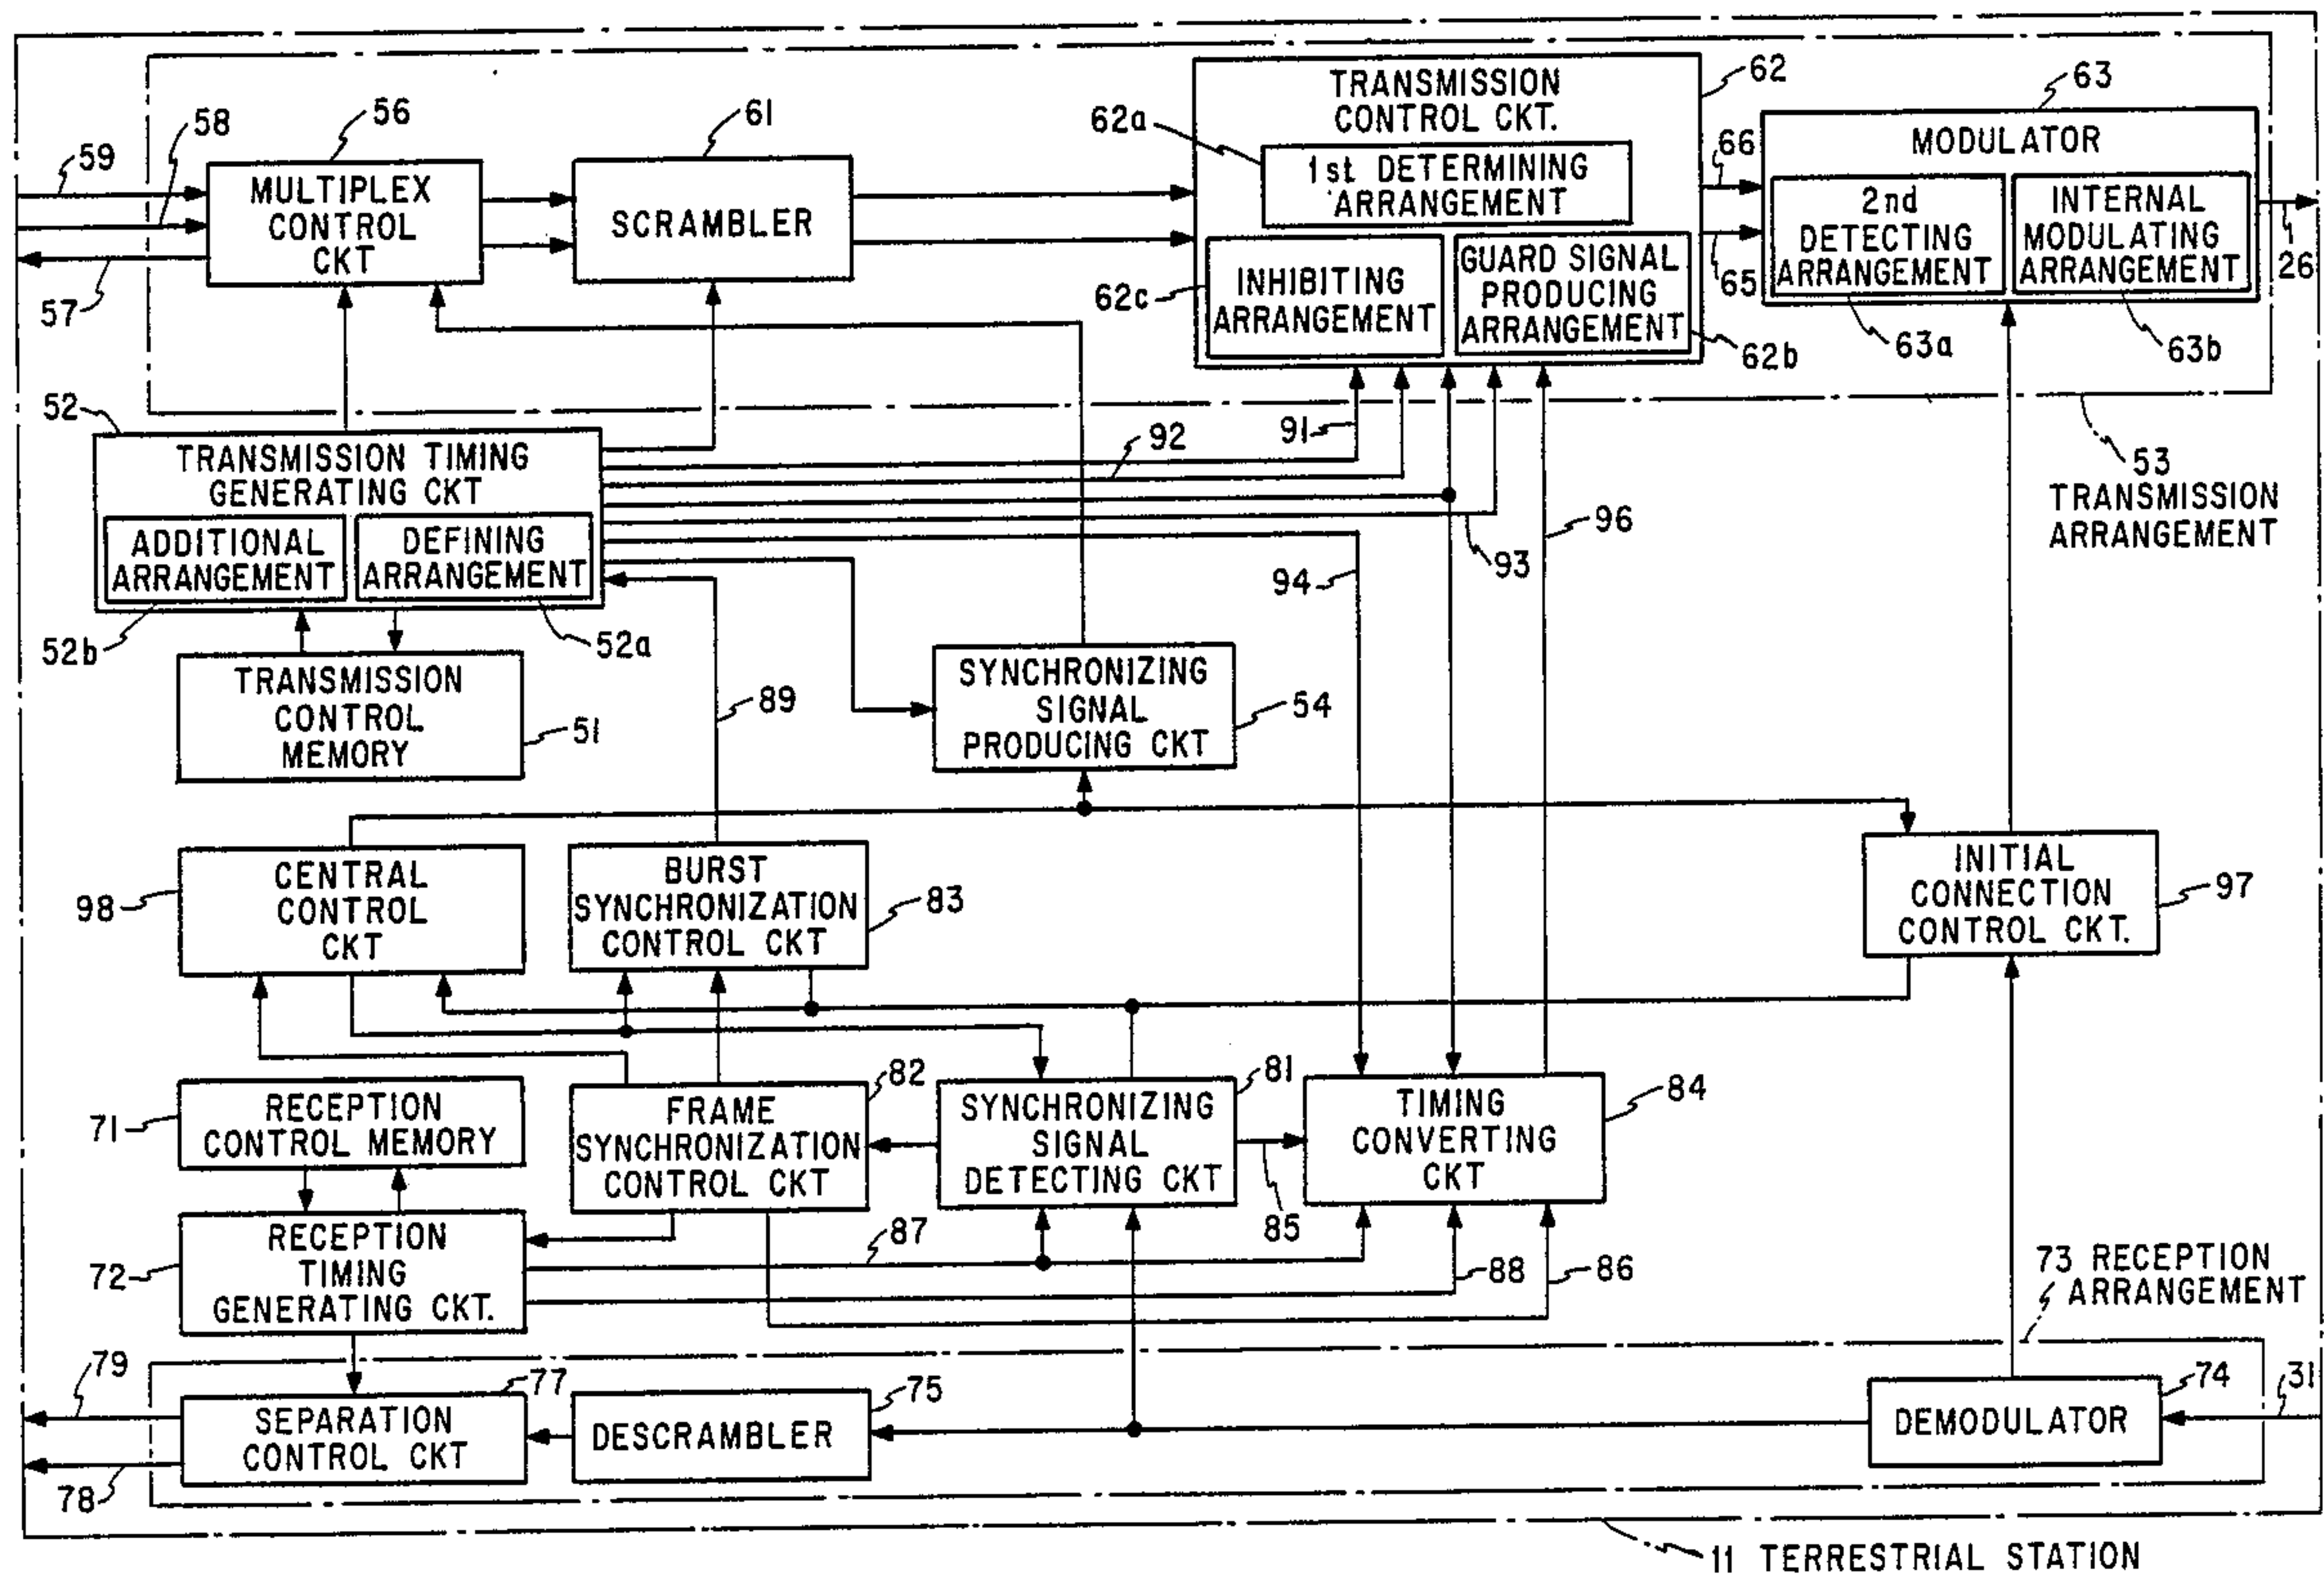 59
58
57
56
MULTIPLEX
CONTROL
CKT
61
SCRAMBLER
62
TRANSMISSION
CONTROL CKT.
62a
1st DETERMINING
ARRANGEMENT
62c
INHIBITING
ARRANGEMENT
GUARD SIGNAL
PRODUCING
ARRANGEMENT
62b
66
65
63
MODULATOR
2nd
DETECTING
ARRANGEMENT
63a
INTERNAL
MODULATING
ARRANGEMENT
63b
26
53
TRANSMISSION
ARRANGEMENT
52
TRANSMISSION TIMING
GENERATING CKT
ADDITIONAL
ARRANGEMENT
DEFINING
ARRANGEMENT
52b
52a
91
92
93
94
96
TRANSMISSION
CONTROL
MEMORY
51
89
SYNCHRONIZING
SIGNAL
PRODUCING CKT
54
98
CENTRAL
CONTROL
CKT
BURST
SYNCHRONIZATION
CONTROL CKT
83
INITIAL
CONNECTION
CONTROL CKT.
97
71
RECEPTION
CONTROL MEMORY
82
FRAME
SYNCHRONIZATION
CONTROL CKT
81
SYNCHRONIZING
SIGNAL
DETECTING CKT
85
TIMING
CONVERTING
CKT
84
72
RECEPTION
TIMING
GENERATING CKT.
87
88
86
73 RECEPTION
ARRANGEMENT
79
78
77
SEPARATION
CONTROL CKT
75
DESCRAMBLER
74
DEMODULATOR
31
11 TERRESTRIAL STATION